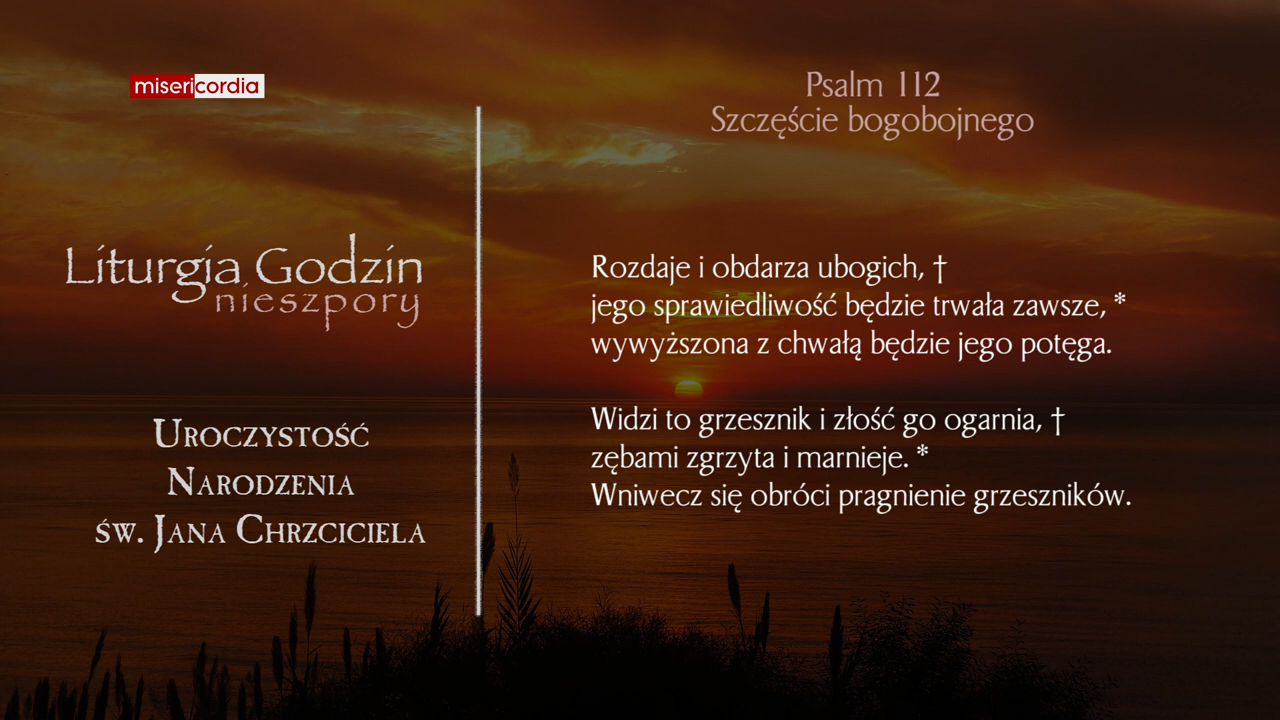 misericordia
Liturgia Godzin
nieszpory
Uroczystość
Narodzenia
św. Jana Chrzciciela
Psalm 112
Szczęście bogobojnego
Rozdaje i obdarza ubogich, †
jego sprawiedliwość będzie trwała zawsze, *
wywyższona z chwałą będzie jego potęga.
Widzi to grzesznik i złość go ogarnia, †
zębami zgrzyta i marnieje. *
Wniwecz się obróci pragnienie grzeszników.